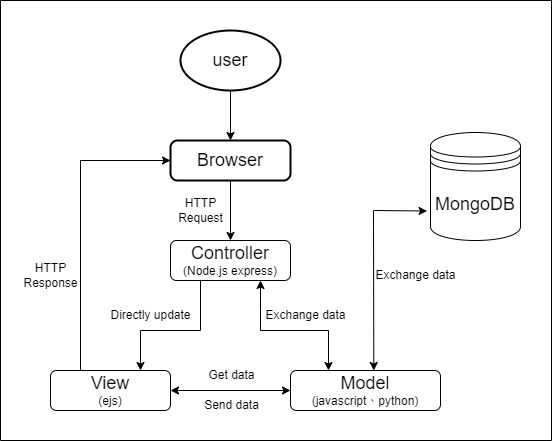 user
Browser
HTTP
Request
MongoDB
Controller
(Node.js express)
HTTP
Response
Exchange data
Directly update
Exchange data
Get data
Send data
View
(ejs)
Model
(javascript、python)